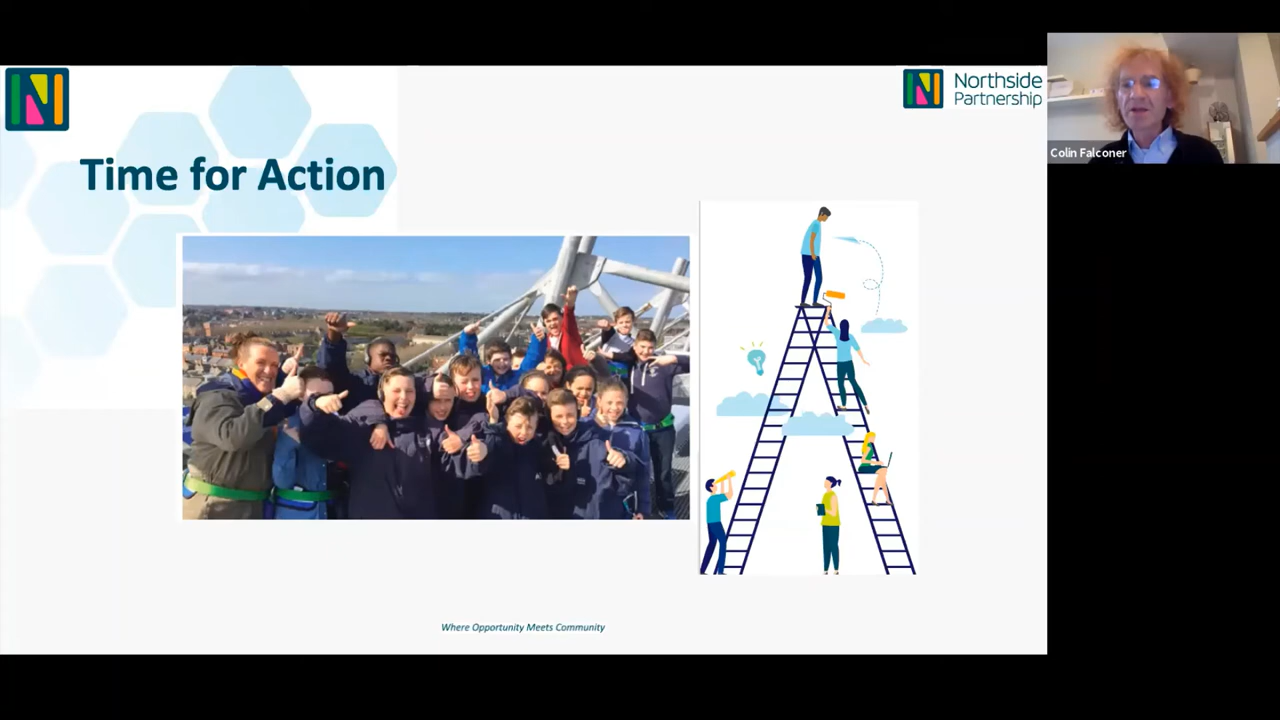 Northside
Partnership
Time for Action
Colin Falconer
Where Opportunity Meets Community